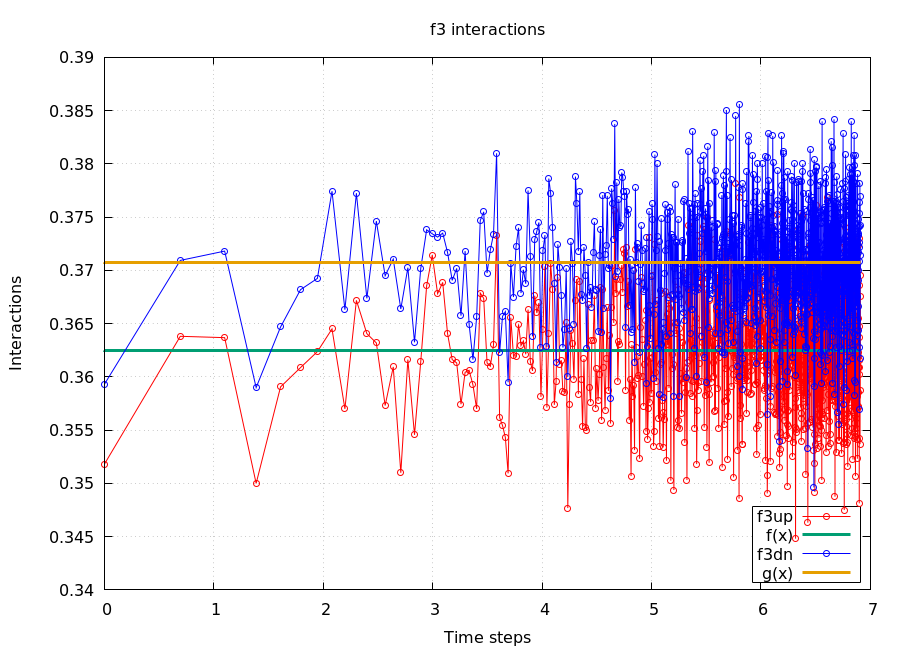 f3 interactions
0.39
0.385
0.38
0.375
0.37
0.365
0.36
0.355
0.35
0.345
0.34
Interactions
f3up
f(x)
f3dn
g(x)
0 1 2 3 4 5 6 7
Time steps